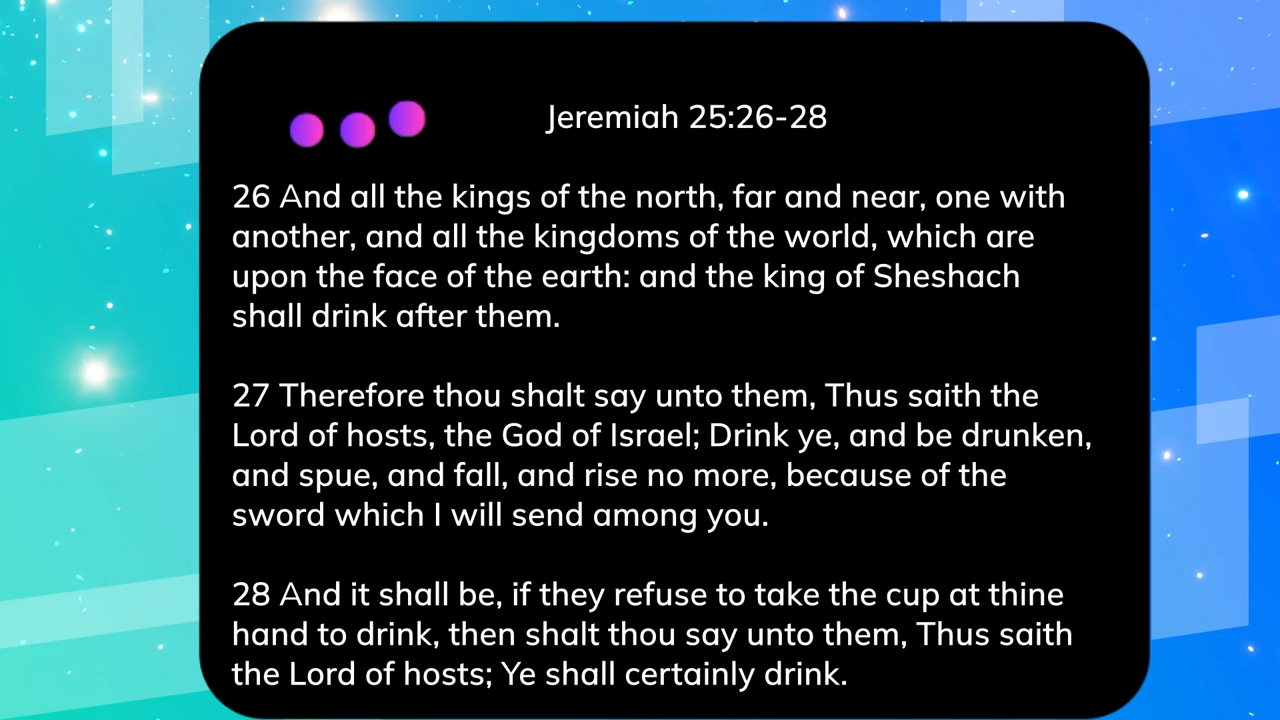 Jeremiah 25:26-28
26 And all the kings of the north, far and near, one with
another, and all the kingdoms of the world, which are
upon the face of the earth: and the king of Sheshach
shall drink after them.
27 Therefore thou shalt say unto them, Thus saith the
Lord of hosts, the God of Israel; Drink ye, and be drunken,
and spue, and fall, and rise no more, because of the
sword which I will send among you.
28 And it shall be, if they refuse to take the cup at thine
hand to drink, then shalt thou say unto them, Thus saith
the Lord of hosts; Ye shall certainly drink.